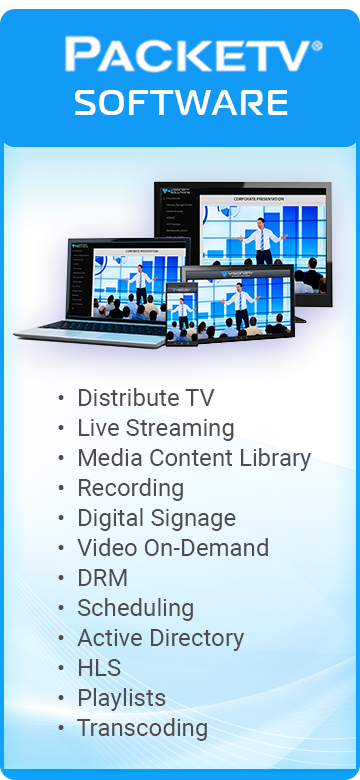 PACKETV®
SOFTWARE
CORPORATE PRESENTATION
CORPORATE PRESENTATION
• Distribute TV
• Live Streaming
• Media Content Library
• Recording
• Digital Signage
• Video On-Demand
• DRM
• Scheduling
• Active Directory
• HLS
• Playlists
• Transcoding